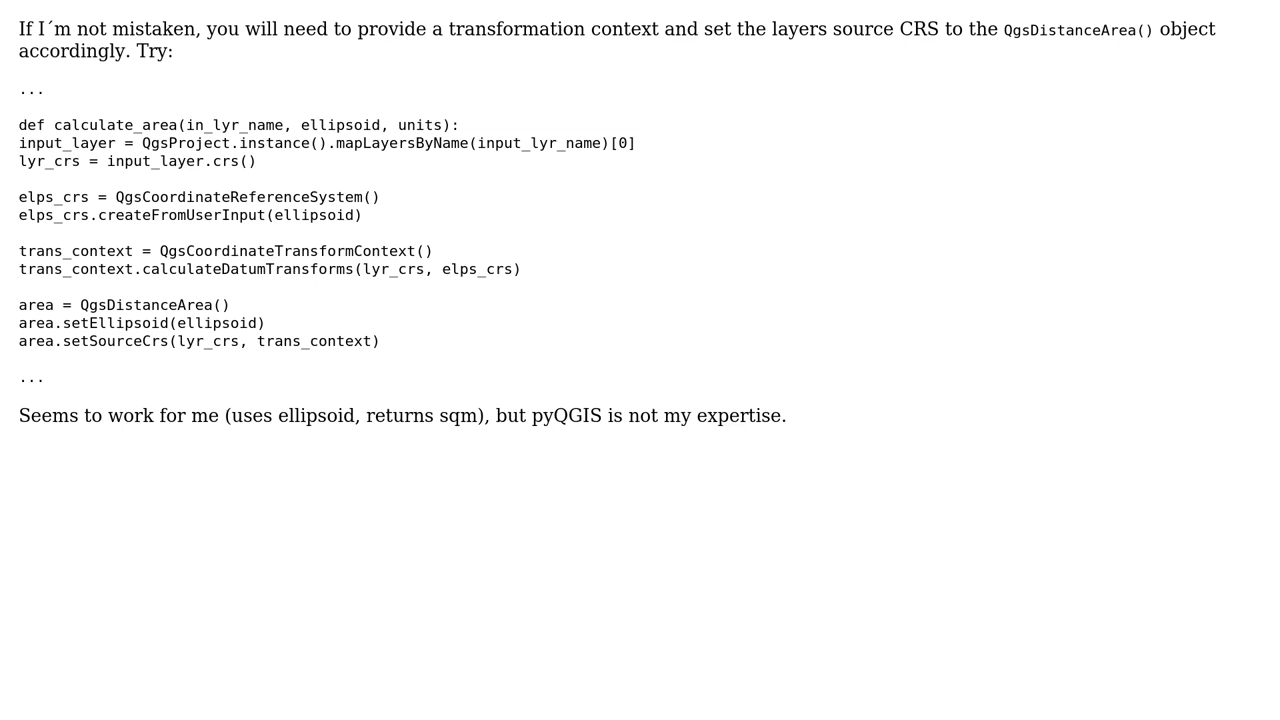 If I´m not mistaken, you will need to provide a transformation context and set the layers source CRS to the QgsDistanceArea() object
accordingly. Try:
...
def calculate_area(in_lyr_name, ellipsoid, units):
input_layer = QgsProject.instance().mapLayersByName(input_lyr_name)[0]
lyr_crs = input_layer.crs()
elps_crs = QgsCoordinateReferenceSystem()
elps_crs.createFromUserInput(ellipsoid)
trans_context = QgsCoordinateTransformContext()
trans_context.calculateDatumTransforms(lyr_crs, elps_crs)
area = QgsDistanceArea()
area.setEllipsoid(ellipsoid)
area.setSourceCrs(lyr_crs, trans_context)
...
Seems to work for me (uses ellipsoid, returns sqm), but pyQGIS is not my expertise.